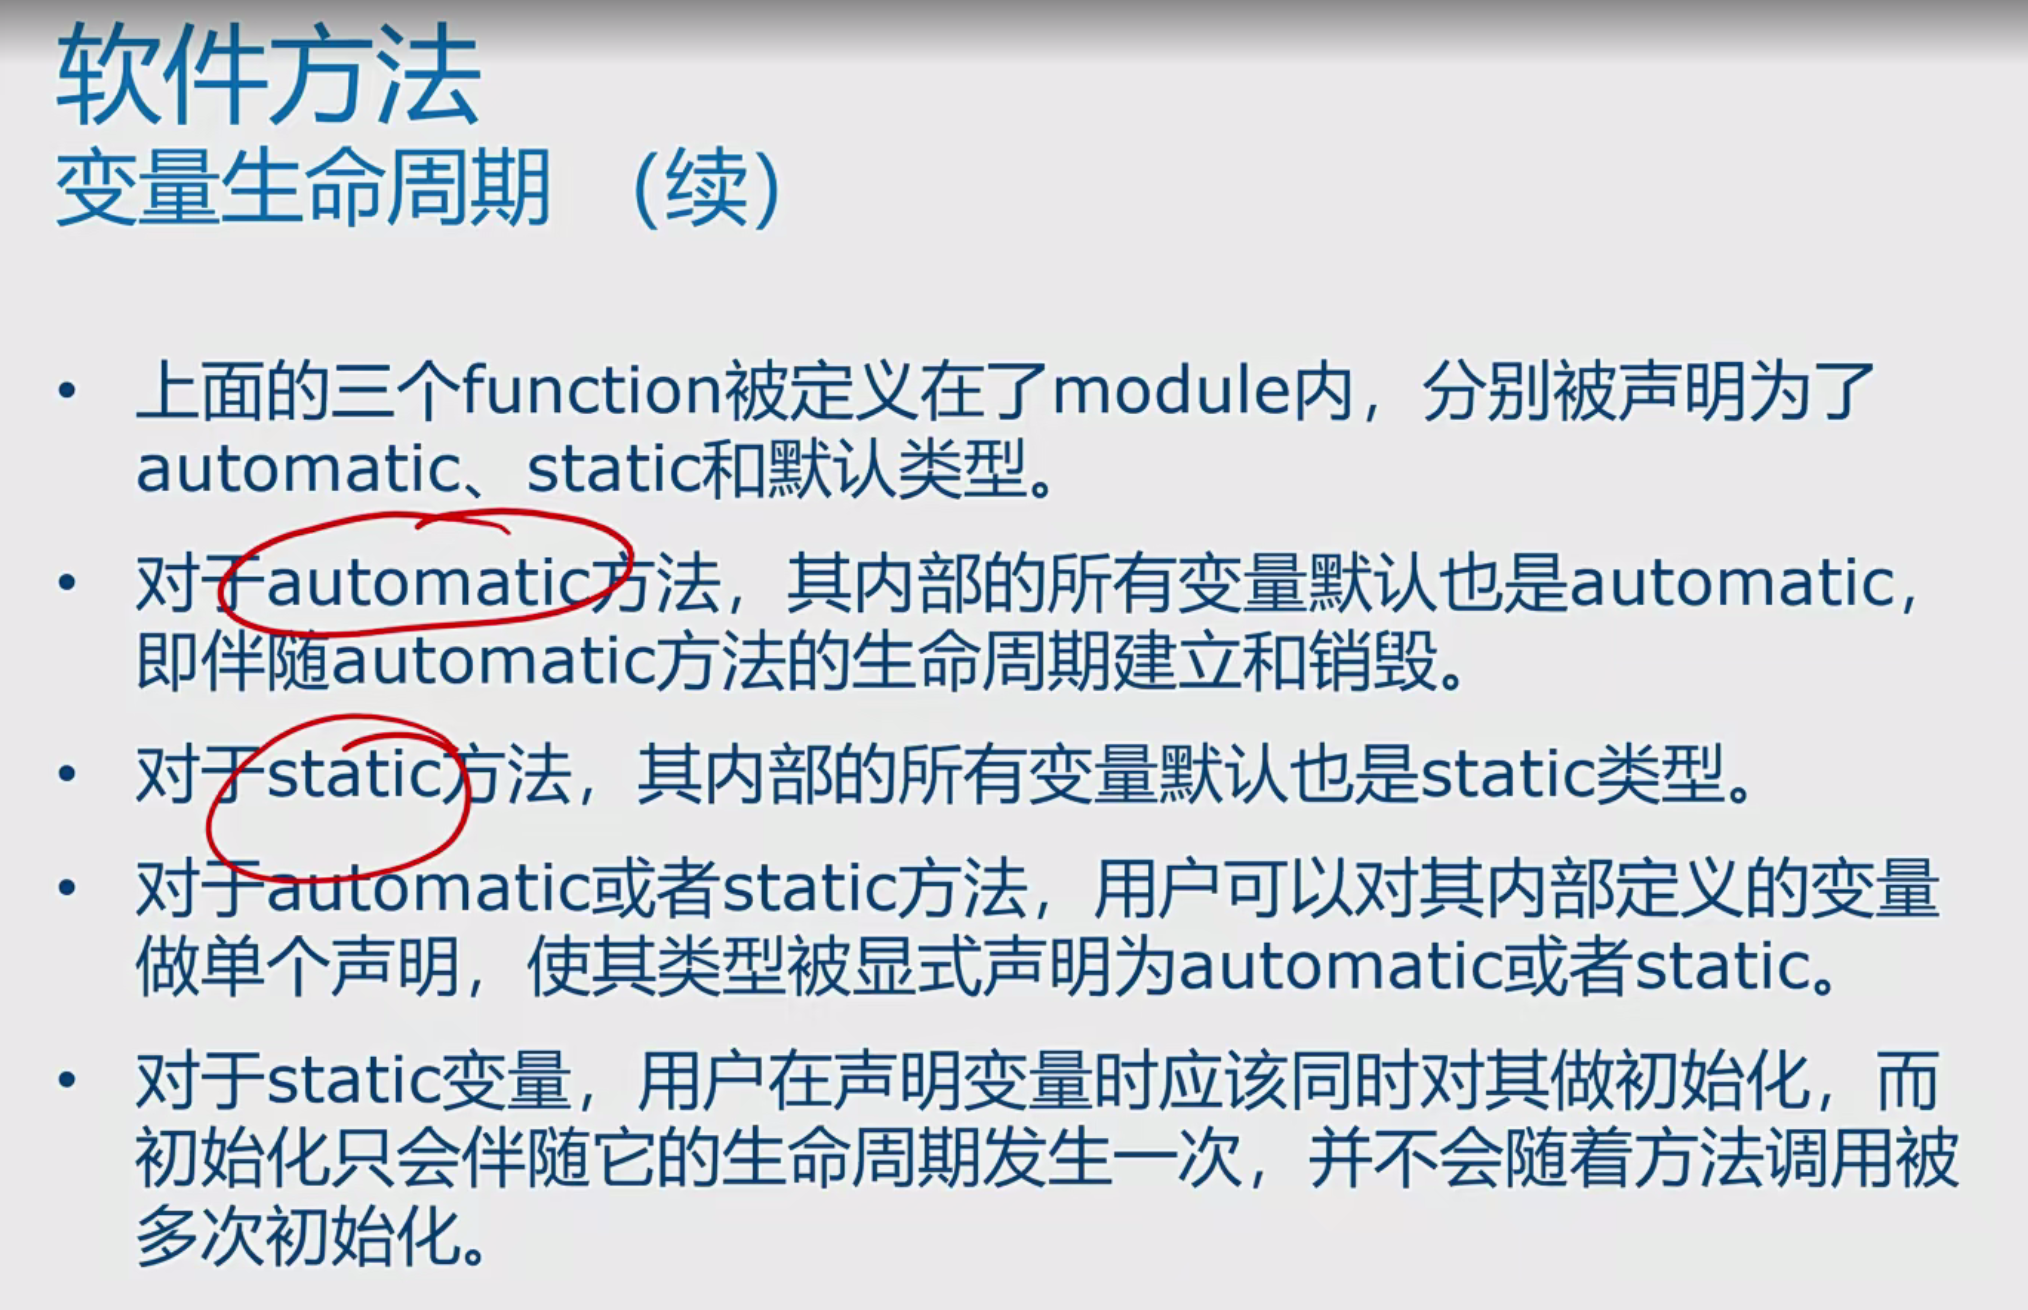 软件方法
变量生命周期 （续）
• 上面的三个function被定义在了module内，分别被声明为了
automatic、static和默认类型。
• 对于automatic方法，其内部的所有变量默认也是automatic，
即伴随automatic方法的生命周期建立和销毁。
• 对于static方法，其内部的所有变量默认也是static类型。
• 对于automatic或者static方法，用户可以对其内部定义的变量
做单个声明，使其类型被显式声明为automatic或者static。
• 对于static变量，用户在声明变量时应该同时对其做初始化，而
初始化只会伴随它的生命周期发生一次，并不会随着方法调用被
多次初始化。